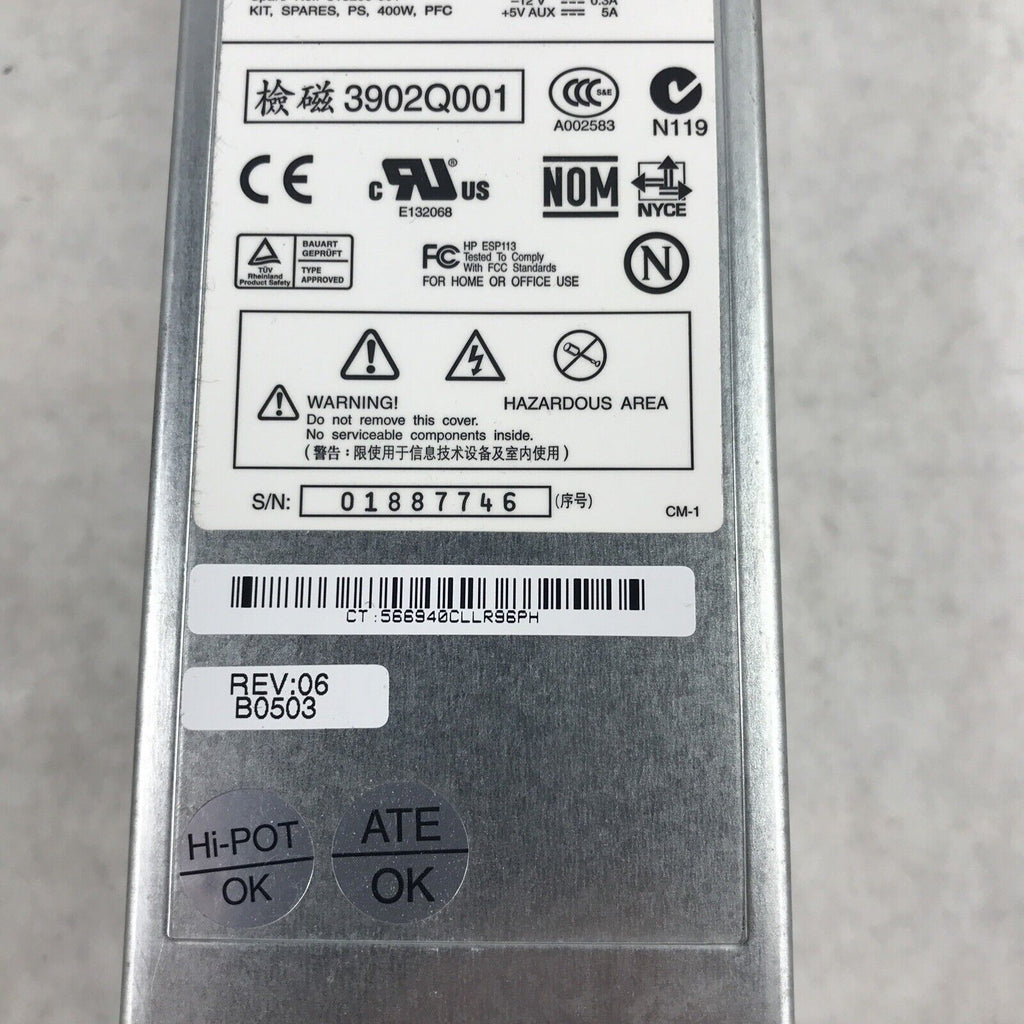 KIT, SPARES, PS, 400W, PFC
-12 V 0.3A
+5V AUX 5A
檢磁 3902Q001
CCC S&E
A002583
N119
CE
c RU US
E132068
NOM
NYCE
TÜV
Rheinland
Product Safety
BAUART
GEPRÜFT
TYPE
APPROVED
FC HP ESP113
Tested To Comply
With FCC Standards
FOR HOME OR OFFICE USE
N
WARNING!
HAZARDOUS AREA
Do not remove this cover.
No serviceable components inside.
(警告:限使用于信息技术设备及室内使用)
S/N: 01887746 (序号)
CM-1
CT:566940CLLR96PH
REV:06
B0503
Hi-POT
OK
ATE
OK